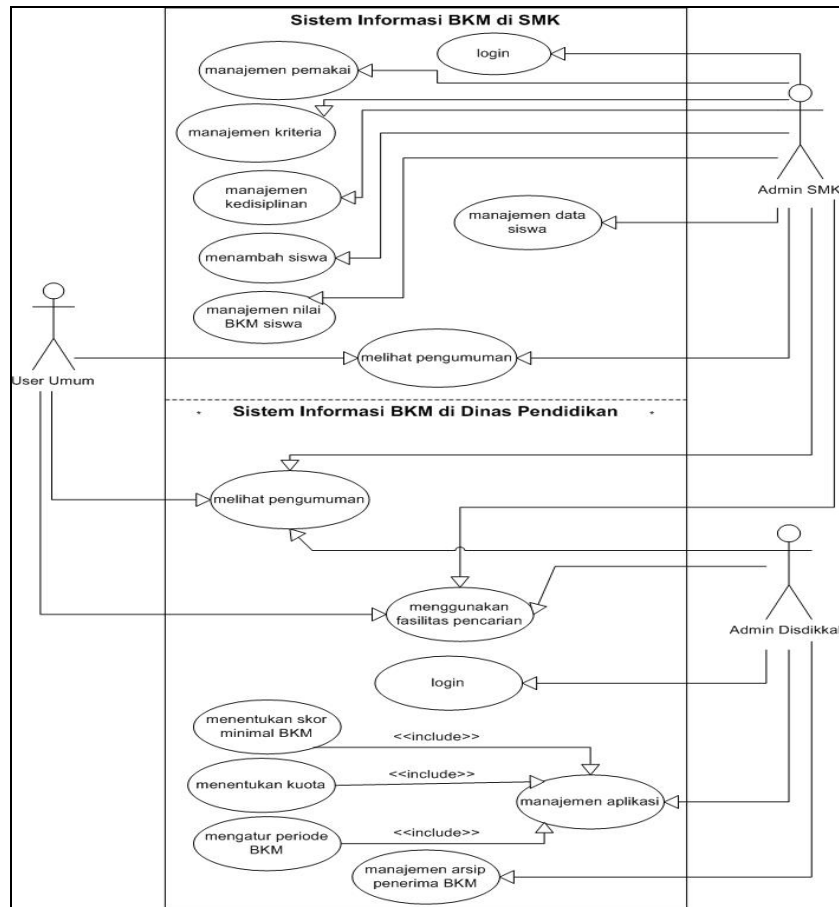 Sistem Informasi BKM di SMK
login
manajemen pemakai
manajemen kriteria
Admin SMK
manajemen
kedisiplinan
manajemen data
siswa
menambah siswa
manajemen nilai
BKM siswa
melihat pengumuman
User Umum
Sistem Informasi BKM di Dinas Pendidikan
melihat pengumuman
menggunakan
fasilitas pencarian
Admin Disdikkal
login
menentukan skor
minimal BKM
<<include>>
menentukan kuota
<<include>>
manajemen aplikasi
mengatur periode
BKM
<<include>>
manajemen arsip
penerima BKM